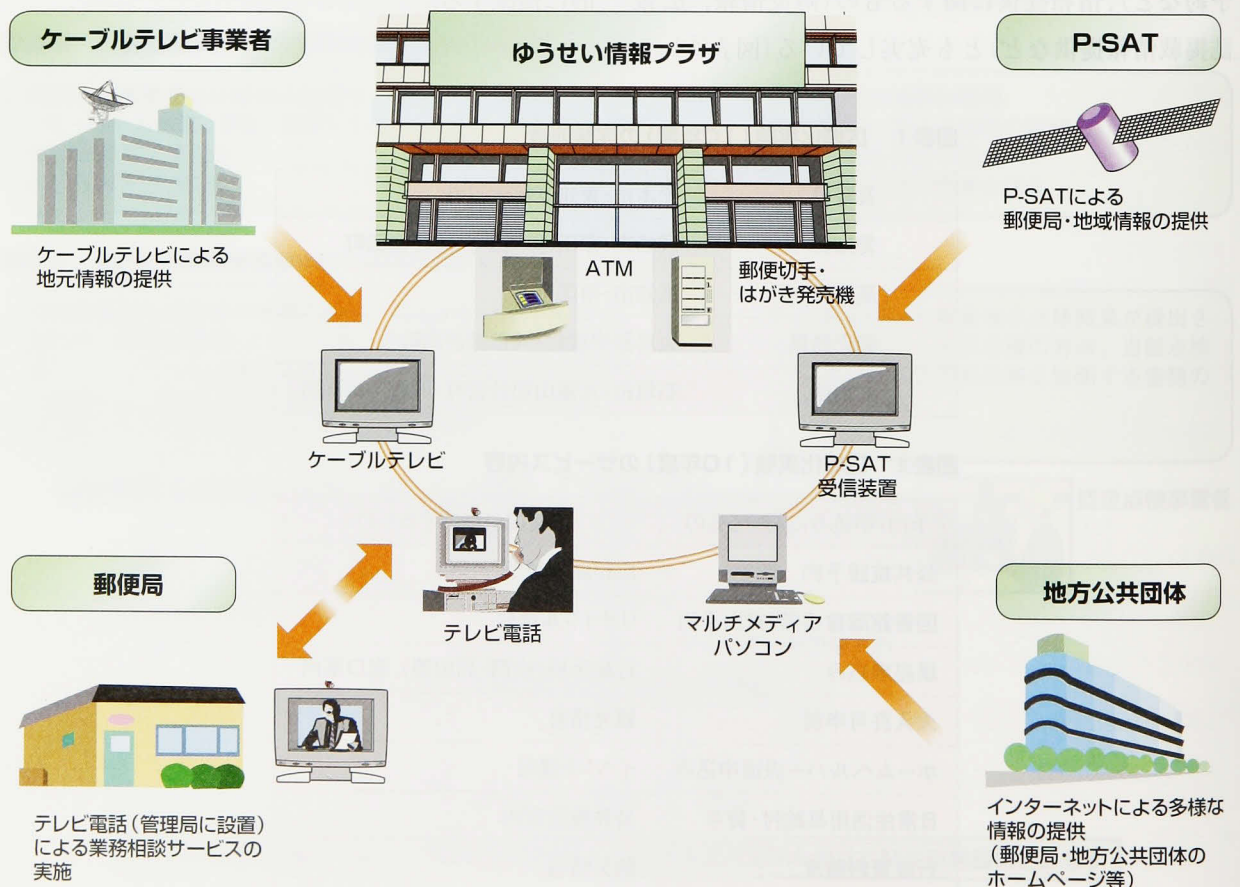 ケーブルテレビ事業者
ゆうせい情報プラザ
P-SAT
ケーブルテレビによる
地元情報の提供
P-SATによる
郵便局・地域情報の提供
ATM
郵便切手・
はがき発売機
ケーブルテレビ
P-SAT
受信装置
郵便局
テレビ電話
マルチメディア
パソコン
地方公共団体
テレビ電話（管理局に設置）
による業務相談サービスの
実施
インターネットによる多様な
情報の提供
（郵便局・地方公共団体の
ホームページ等）